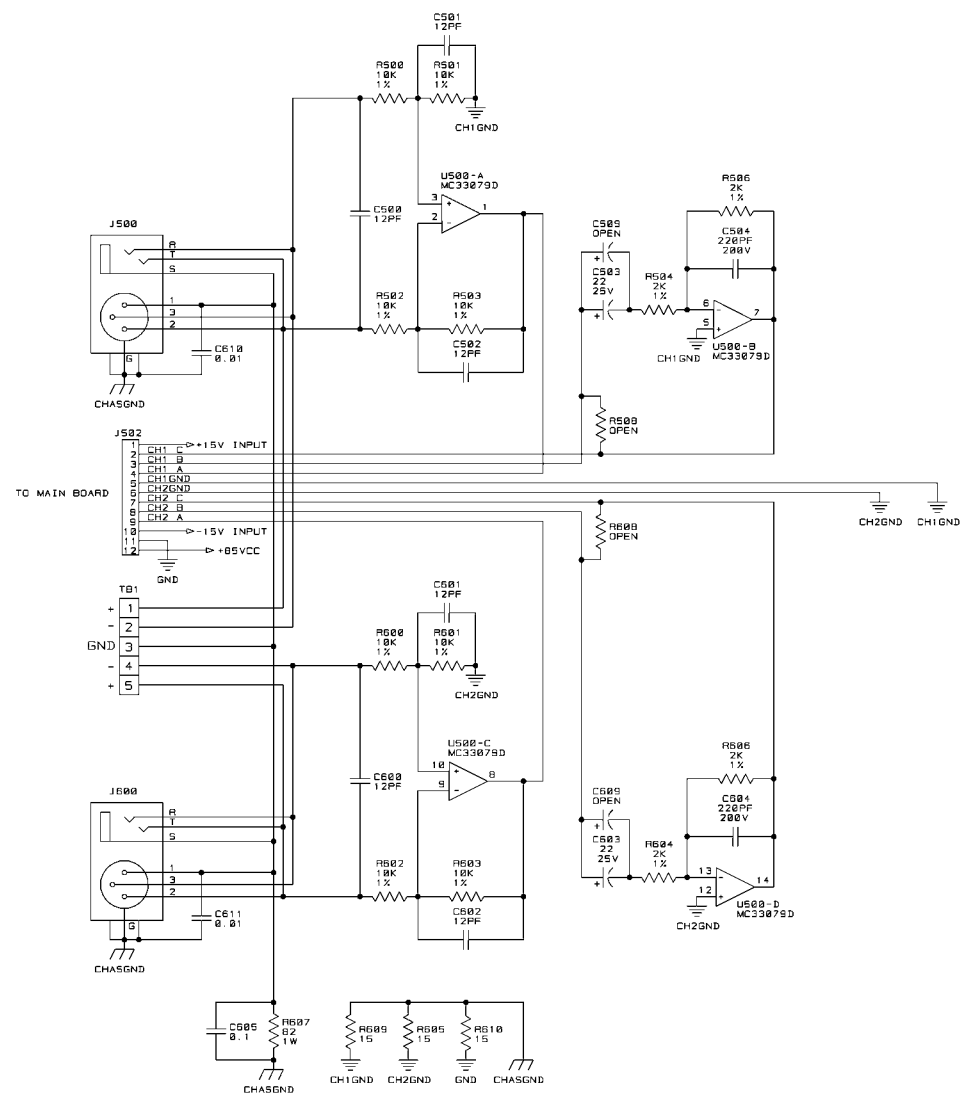 C501
12PF
R500
10K
1%
R501
10K
1%
CH1GND
U500-A
MC33079D
3
+
1
2
-
C500
12PF
R502
10K
1%
R503
10K
1%
C502
12PF
J500
R
T
S
1
3
2
G
C610
0.01
CHASGND
R506
2K
1%
C504
220PF
200V
C509
OPEN
+
C503
22
25V
+
R504
2K
1%
6
-
7
5
+
CH1GND
U500-B
MC33079D
R508
OPEN
J502
1
+15V INPUT
2
CH1 C
3
CH1 B
4
CH1 A
5
CH1GND
6
CH2GND
7
CH2 C
8
CH2 B
9
CH2 A
10
-15V INPUT
11
12
+85VCC
GND
TO MAIN BOARD
CH2GND
CH1GND
R608
OPEN
TB1
+ 1
- 2
GND 3
- 4
+ 5
C601
12PF
R600
10K
1%
R601
10K
1%
CH2GND
U500-C
MC33079D
10
+
8
9
-
C600
12PF
R602
10K
1%
R603
10K
1%
C602
12PF
J600
R
T
S
1
3
2
G
C611
0.01
CHASGND
R606
2K
1%
C604
220PF
200V
C609
OPEN
+
C603
22
25V
+
R604
2K
1%
13
-
14
12
+
CH2GND
U500-D
MC33079D
C605
0.1
R607
82
1W
CHASGND
R609
15
CH1GND
R605
15
CH2GND
R610
15
GND
CHASGND